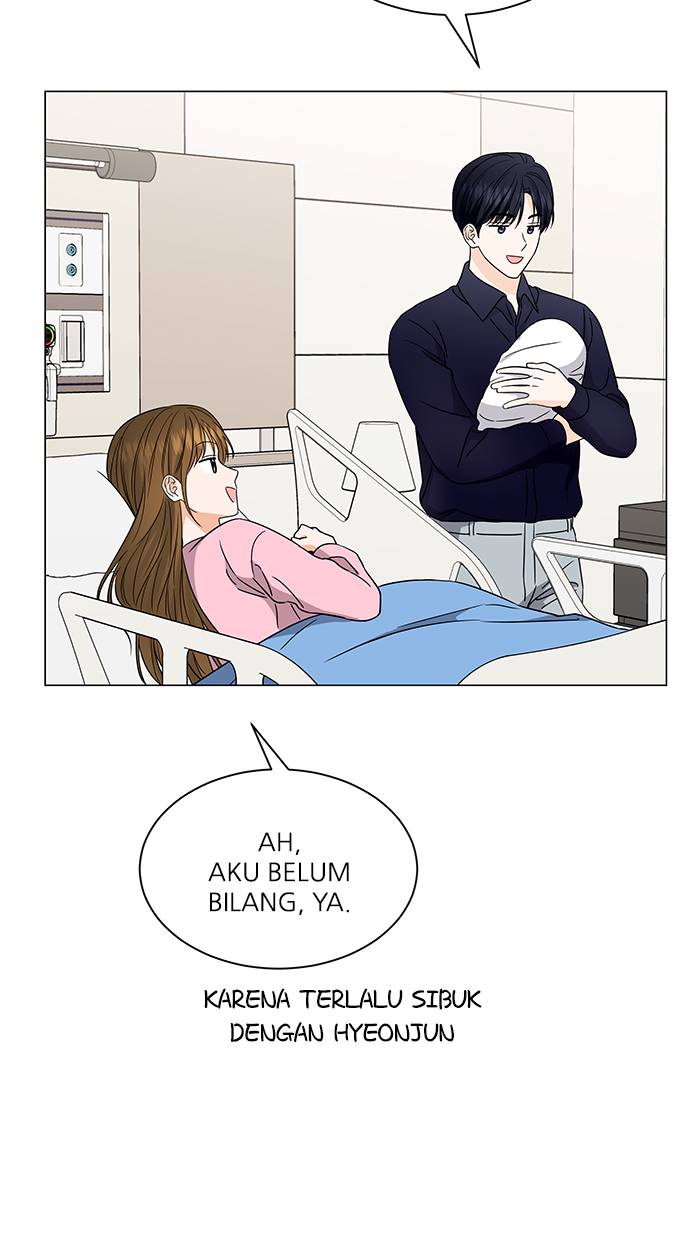 AH,
AKU BELUM
BILANG, YA.
KARENA TERLALU SIBUK
DENGAN HYEONJUN